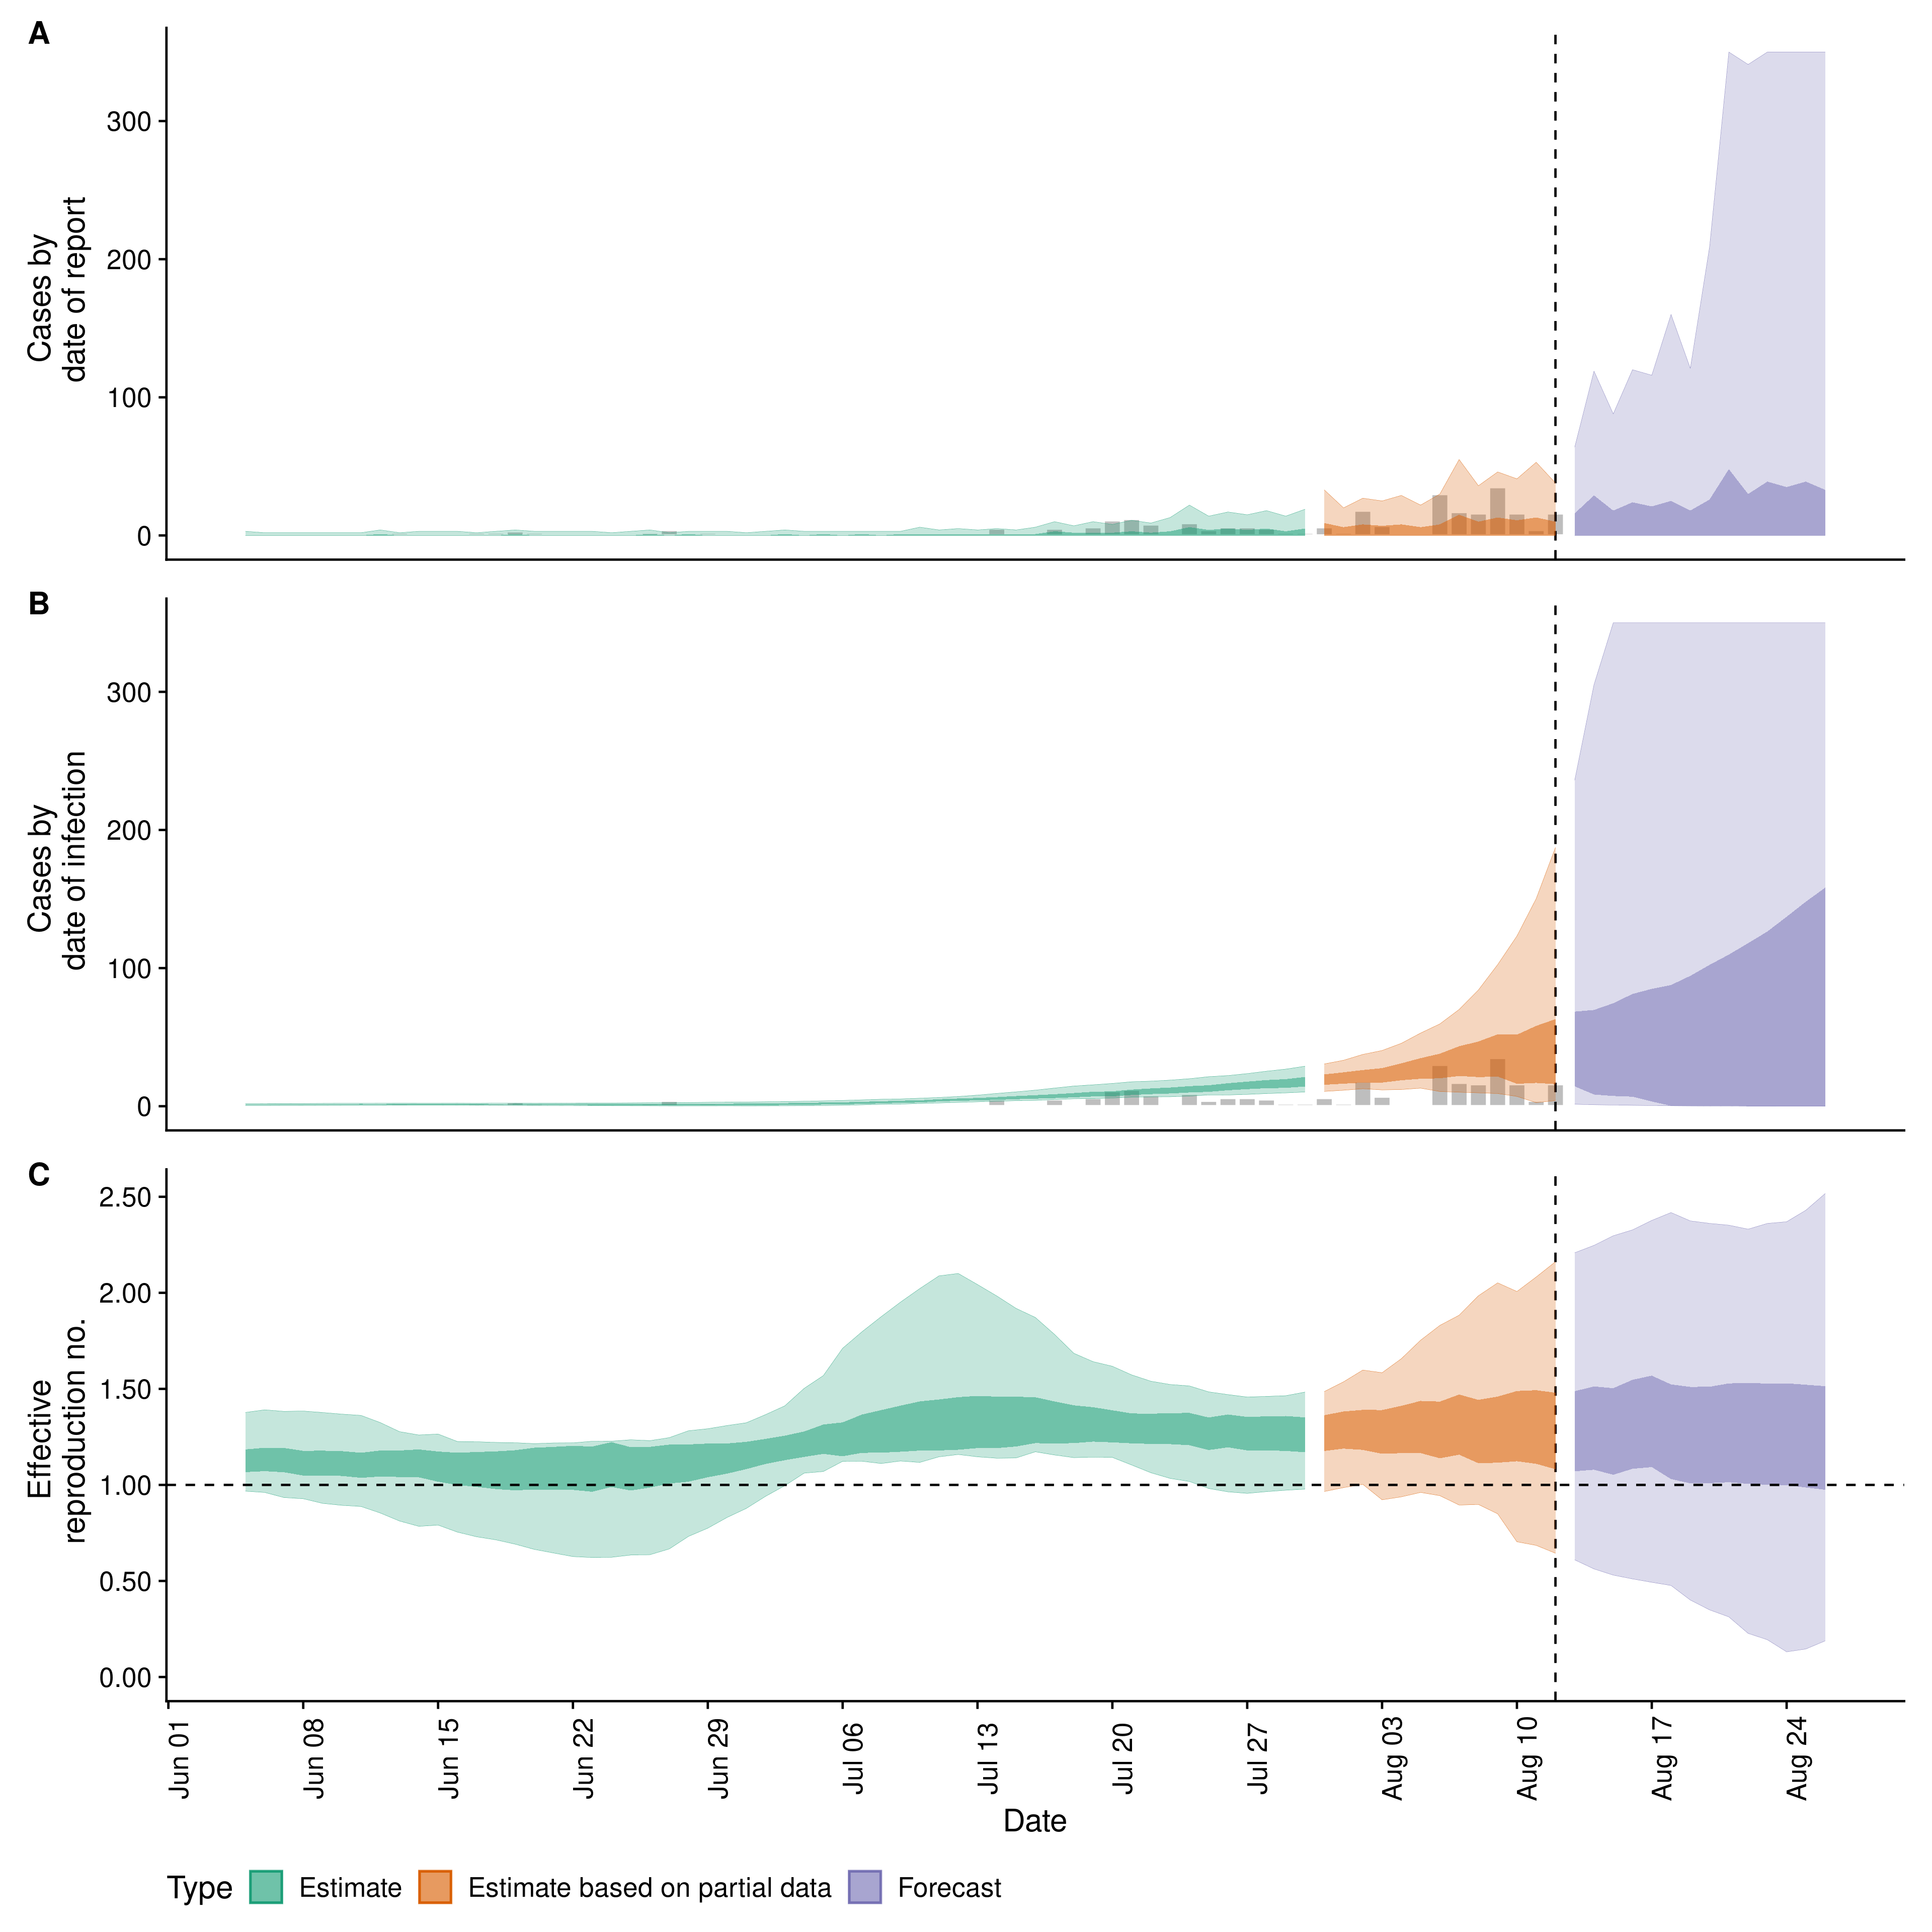 A
Cases by
date of report
300
200
100
0
B
Cases by
date of infection
300
200
100
0
C
Effective
reproduction no.
2.50
2.00
1.50
1.00
0.50
0.00
Jun 01
Jun 08
Jun 15
Jun 22
Jun 29
Jul 06
Jul 13
Jul 20
Jul 27
Aug 03
Aug 10
Aug 17
Aug 24
Date
Type Estimate Estimate based on partial data Forecast